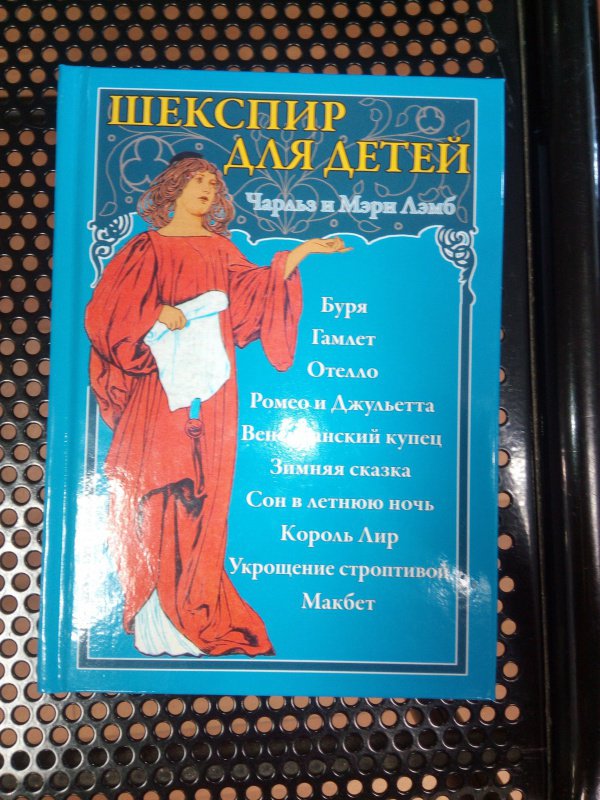 ШЕКСПИР
ДЛЯ ДЕТЕЙ
Чарльз и Мэри Лэмб
Буря
Гамлет
Отелло
Ромео и Джульетта
Венецианский купец
Зимняя сказка
Сон в летнюю ночь
Король Лир
Укрощение строптивой
Макбет